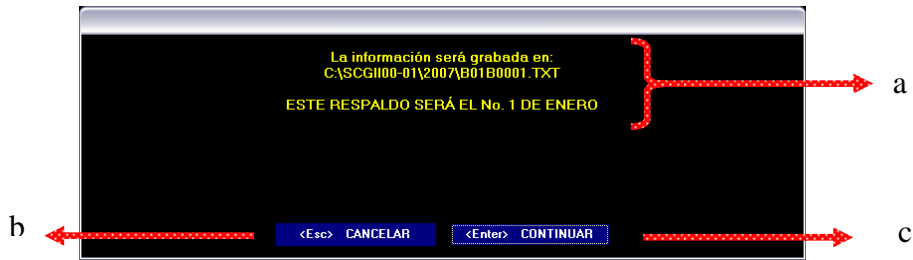 La información será grabada en:
C:\SCGII00-01\2007\B01B0001.TXT
ESTE RESPALDO SERÁ EL No. 1 DE ENERO
a
b
<Esc> CANCELAR
<Enter> CONTINUAR
c